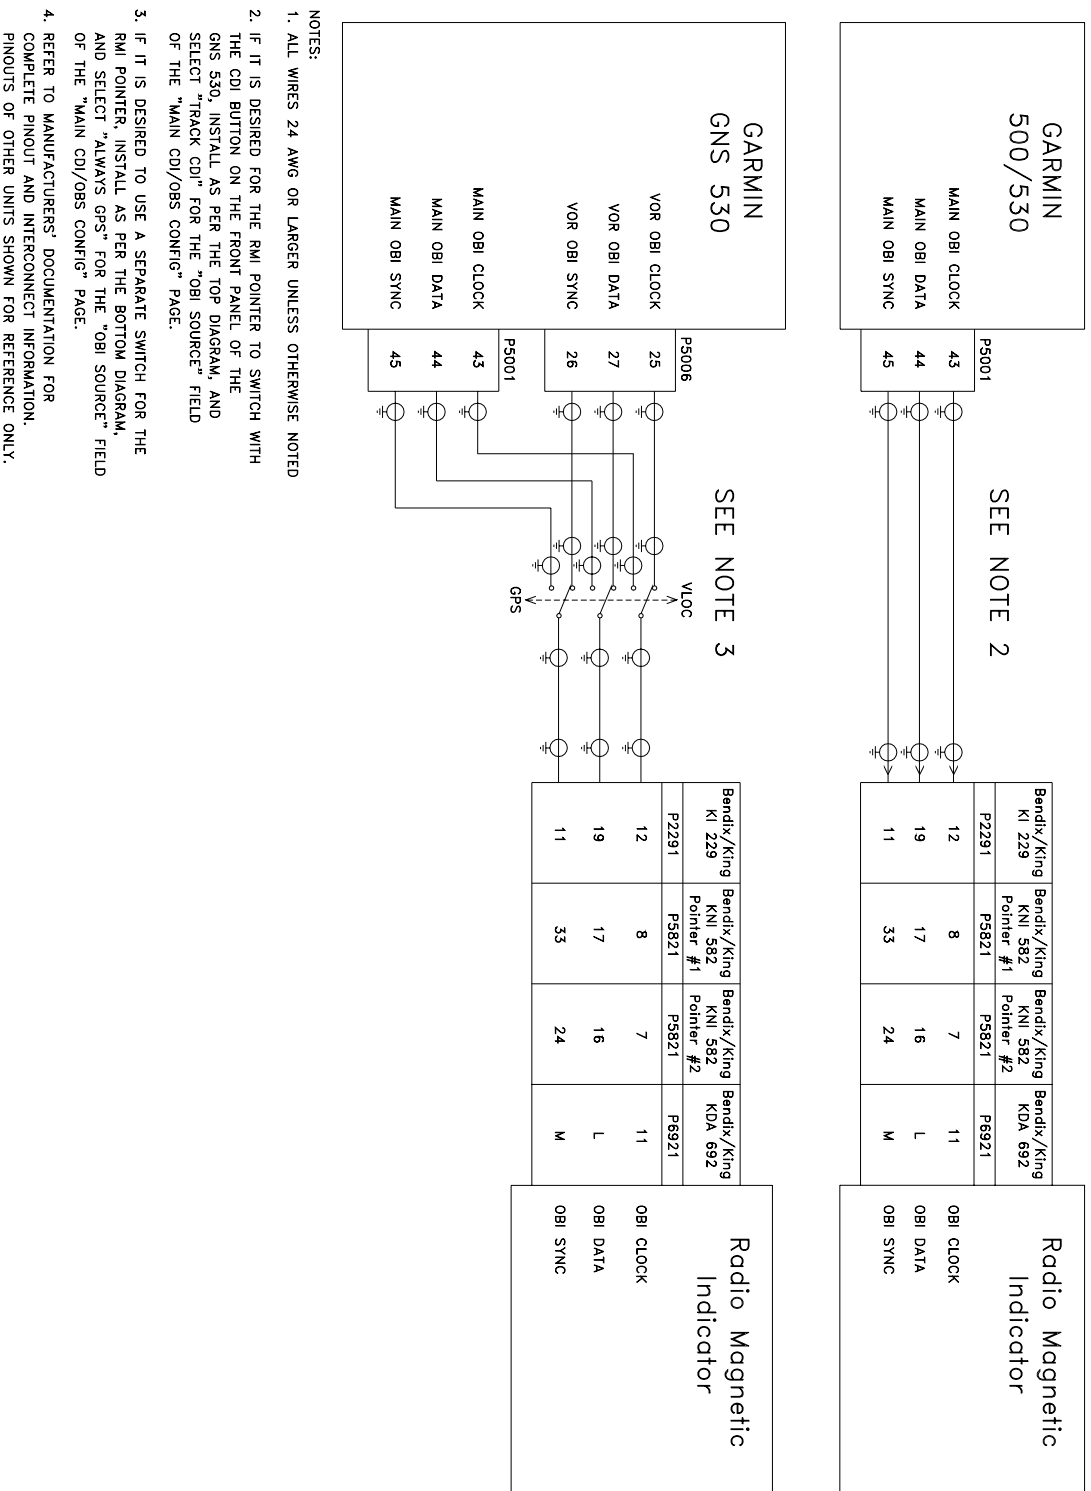 GARMIN
500/530
MAIN OBI CLOCK
MAIN OBI DATA
MAIN OBI SYNC
P5001
43
44
45
SEE NOTE 2
Bendix/King
KI 229
P2291
12
19
11
Bendix/King
KNI 582
Pointer #1
P5821
8
17
33
Bendix/King
KNI 582
Pointer #2
P5821
7
16
24
Bendix/King
KDA 692
P6921
11
L
M
Radio Magnetic
Indicator
OBI CLOCK
OBI DATA
OBI SYNC
GARMIN
GNS 530
VOR OBI CLOCK
VOR OBI DATA
VOR OBI SYNC
MAIN OBI CLOCK
MAIN OBI DATA
MAIN OBI SYNC
P5006
25
27
26
P5001
43
44
45
SEE NOTE 3
VLOC
GPS
Bendix/King
KI 229
P2291
12
19
11
Bendix/King
KNI 582
Pointer #1
P5821
8
17
33
Bendix/King
KNI 582
Pointer #2
P5821
7
16
24
Bendix/King
KDA 692
P6921
11
L
M
Radio Magnetic
Indicator
OBI CLOCK
OBI DATA
OBI SYNC
NOTES:
1. ALL WIRES 24 AWG OR LARGER UNLESS OTHERWISE NOTED
2. IF IT IS DESIRED FOR THE RMI POINTER TO SWITCH WITH
THE CDI BUTTON ON THE FRONT PANEL OF THE
GNS 530, INSTALL AS PER THE TOP DIAGRAM, AND
SELECT "TRACK CDI" FOR THE "OBI SOURCE" FIELD
OF THE "MAIN CDI/OBS CONFIG" PAGE.
3. IF IT IS DESIRED TO USE A SEPARATE SWITCH FOR THE
RMI POINTER, INSTALL AS PER THE BOTTOM DIAGRAM,
AND SELECT "ALWAYS GPS" FOR THE "OBI SOURCE" FIELD
OF THE "MAIN CDI/OBS CONFIG" PAGE.
4. REFER TO MANUFACTURERS' DOCUMENTATION FOR
COMPLETE PINOUT AND INTERCONNECT INFORMATION.
PINOUTS OF OTHER UNITS SHOWN FOR REFERENCE ONLY.